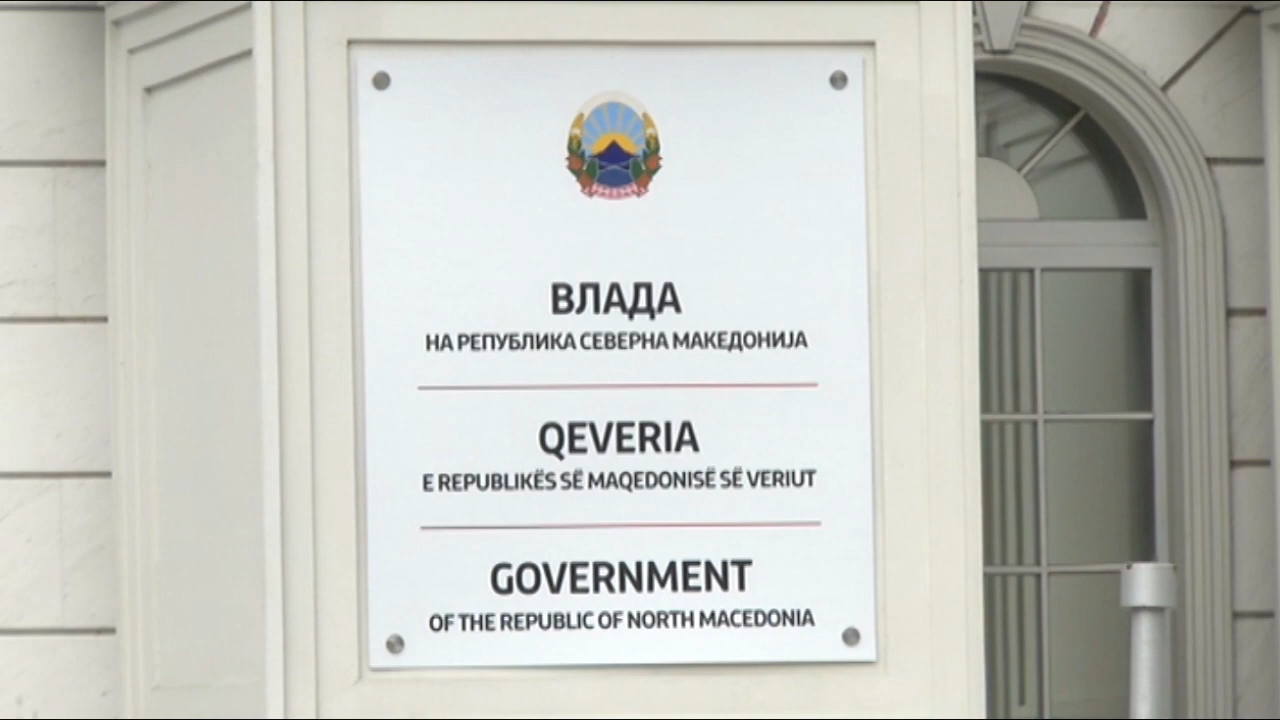 ВЛАДА
НА РЕПУБЛИКА СЕВЕРНА МАКЕДОНИЈА
QEVERIA
E REPUBLIKËS SË MAQEDONISË SË VERIUT
GOVERNMENT
OF THE REPUBLIC OF NORTH MACEDONIA